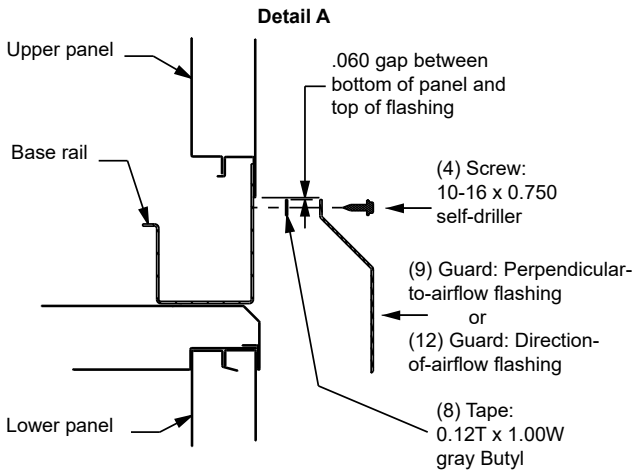 Detail A
Upper panel
.060 gap between
bottom of panel and
top of flashing
Base rail
(4) Screw:
10-16 x 0.750
self-driller
(9) Guard: Perpendicular-
to-airflow flashing
or
(12) Guard: Direction-
of-airflow flashing
(8) Tape:
0.12T x 1.00W
gray Butyl
Lower panel